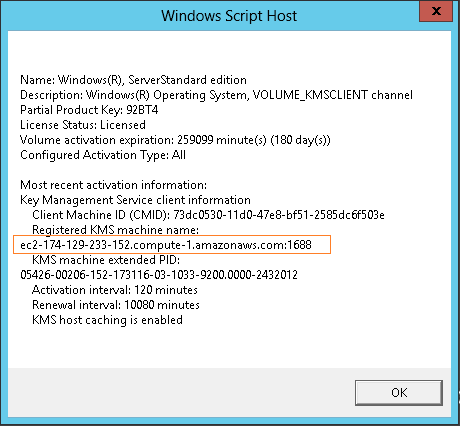 Windows Script Host
x
Name: Windows(R), ServerStandard edition
Description: Windows(R) Operating System, VOLUME_KMSCLIENT channel
Partial Product Key: 92BT4
License Status: Licensed
Volume activation expiration: 259099 minute(s) (180 day(s))
Configured Activation Type: All
Most recent activation information:
Key Management Service client information
Client Machine ID (CMID): 73dc0530-11d0-47e8-bf51-2585dc6f503e
Registered KMS machine name:
ec2-174-129-233-152.compute-1.amazonaws.com:1688
KMS machine extended PID:
05426-00206-152-173116-03-1033-9200.0000-2432012
Activation interval: 120 minutes
Renewal interval: 10080 minutes
KMS host caching is enabled
OK